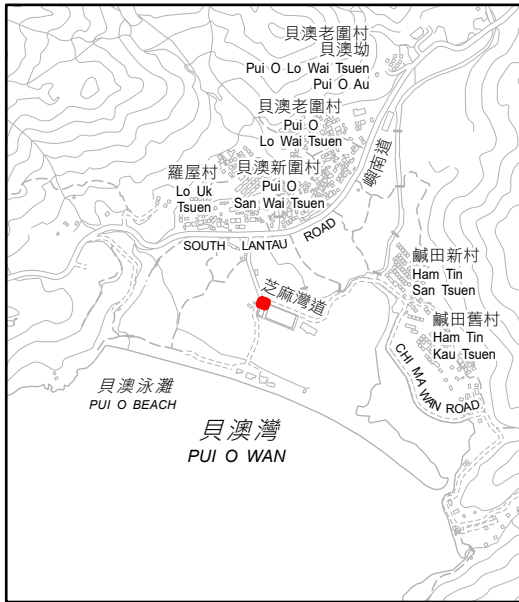 貝澳老圍村
貝澳坳
Pui O Lo Wai Tsuen
Pui O Au
貝澳老圍村
Pui O
Lo Wai Tsuen
嶼南道
羅屋村
Lo Uk
Tsuen
貝澳新圍村
Pui O
San Wai Tsuen
SOUTH LANTAU ROAD
鹹田新村
Ham Tin
San Tsuen
芝麻灣道
鹹田舊村
Ham Tin
Kau Tsuen
CHI MA WAN ROAD
貝澳泳灘
PUI O BEACH
貝澳灣
PUI O WAN